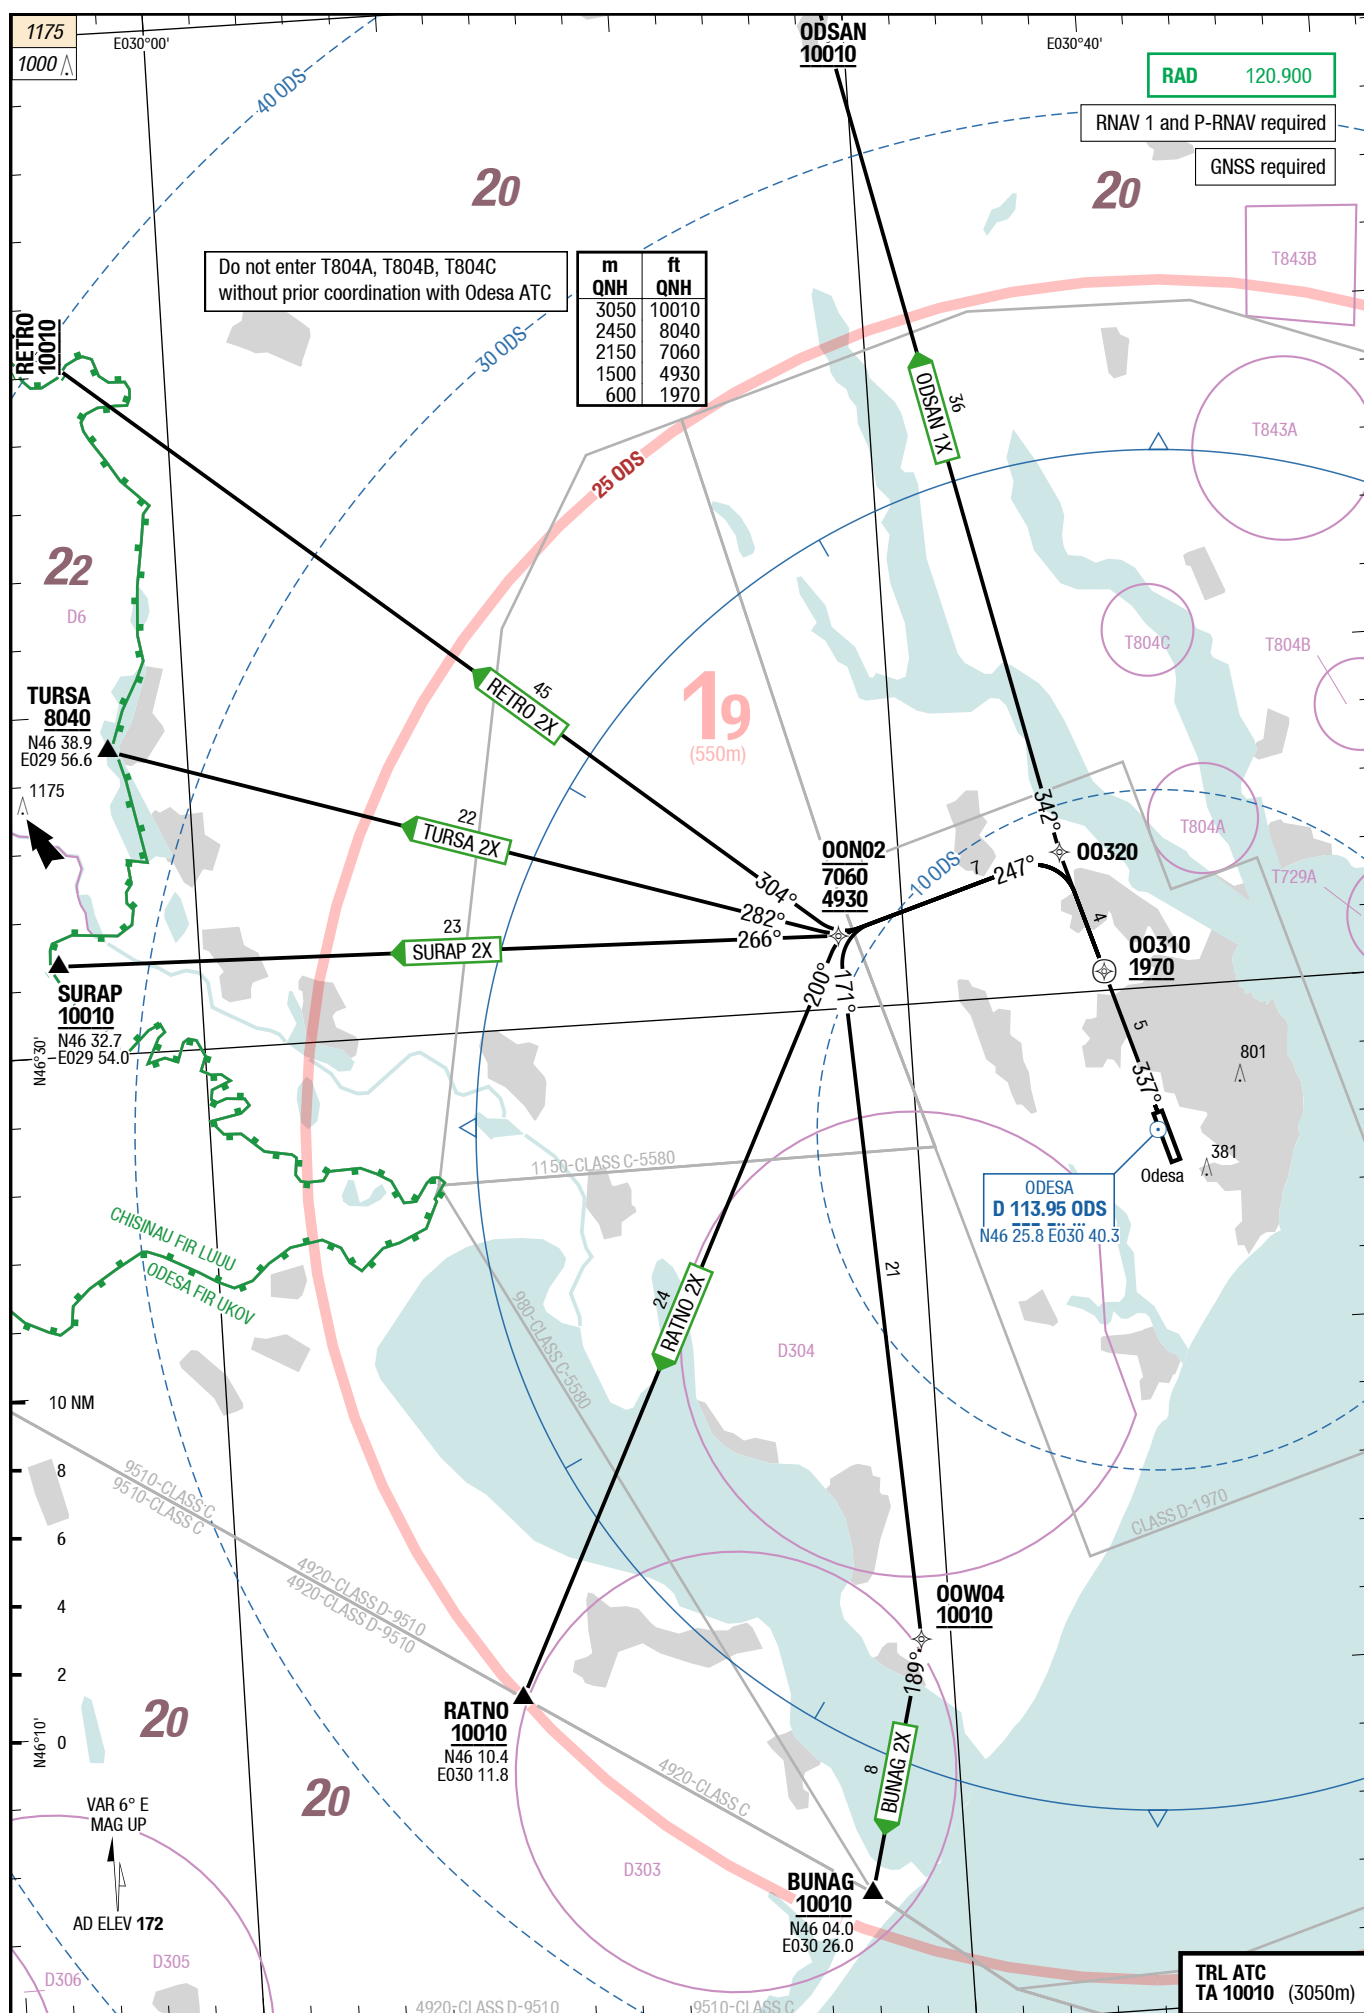 1175
1000
E030°00'
ODSAN
10010
E030°40'
RAD 120.900
RNAV 1 and P-RNAV required
GNSS required
40 ODS
20
20
T843B
Do not enter T804A, T804B, T804C
without prior coordination with Odesa ATC
m ft
QNH QNH
3050 10010
2450 8040
2150 7060
1500 4930
600 1970
RETRO
10010
30 ODS
25 ODS
ODSAN 1X
36
T843A
22
D6
T804C
T804B
TURSA
8040
N46 38.9
E029 56.6
1175
45
RETRO 2X
19
(550m)
22
TURSA 2X
342°
T804A
OON02
7060
4930
OO320
10 ODS
7
247°
T729A
304°
282°
266°
23
SURAP 2X
4
OO310
1970
200°
171°
SURAP
10010
N46 32.7
E029 54.0
N46°30'
5
337°
801
381
Odesa
1150-CLASS C-5580
ODESA
D 113.95 ODS
N46 25.8 E030 40.3
CHISINAU FIR LUUU
ODESA FIR UKOV
21
24
RATNO 2X
980-CLASS C-5580
D304
10 NM
8
6
4
2
0
9510-CLASS C
9510-CLASS C
4920-CLASS D-9510
4920-CLASS D-9510
CLASS D-1970
OOW04
10010
189°
RATNO
10010
N46 10.4
E030 11.8
N46°10'
20
20
4920-CLASS C
8
BUNAG 2X
VAR 6° E
MAG UP
AD ELEV 172
D303
BUNAG
10010
N46 04.0
E030 26.0
D305
D306
4920-CLASS D-9510
9510-CLASS C
TRL ATC
TA 10010 (3050m)